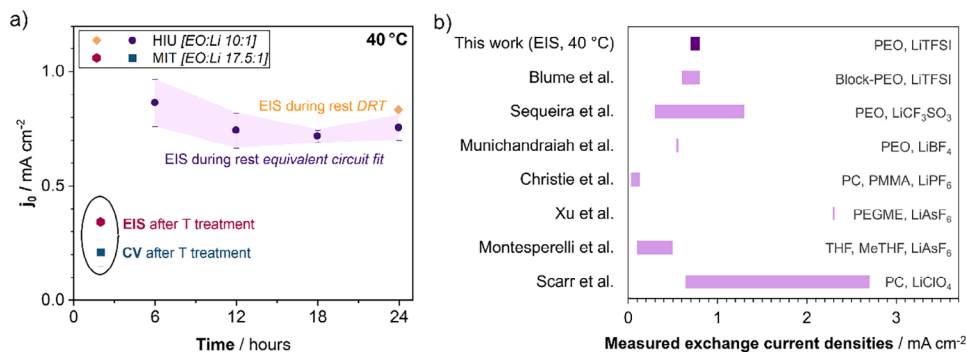 a)
HIU [EO:Li 10:1]
MIT [EO:Li 17.5:1]
40 °C
j₀ / mA cm⁻²
1.0
0.5
0.0
EIS during rest DRT
EIS during rest equivalent circuit fit
EIS after T treatment
CV after T treatment
6 12 18 24
Time / hours
b)
This work (EIS, 40 °C) PEO, LiTFSI
Blume et al. Block-PEO, LiTFSI
Sequeira et al. PEO, LiCF₃SO₃
Munichandraiah et al. PEO, LiBF₄
Christie et al. PC, PMMA, LiPF₆
Xu et al. PEGME, LiAsF₆
Montesperelli et al. THF, MeTHF, LiAsF₆
Scarr et al. PC, LiClO₄
0 1 2 3
Measured exchange current densities / mA cm⁻²